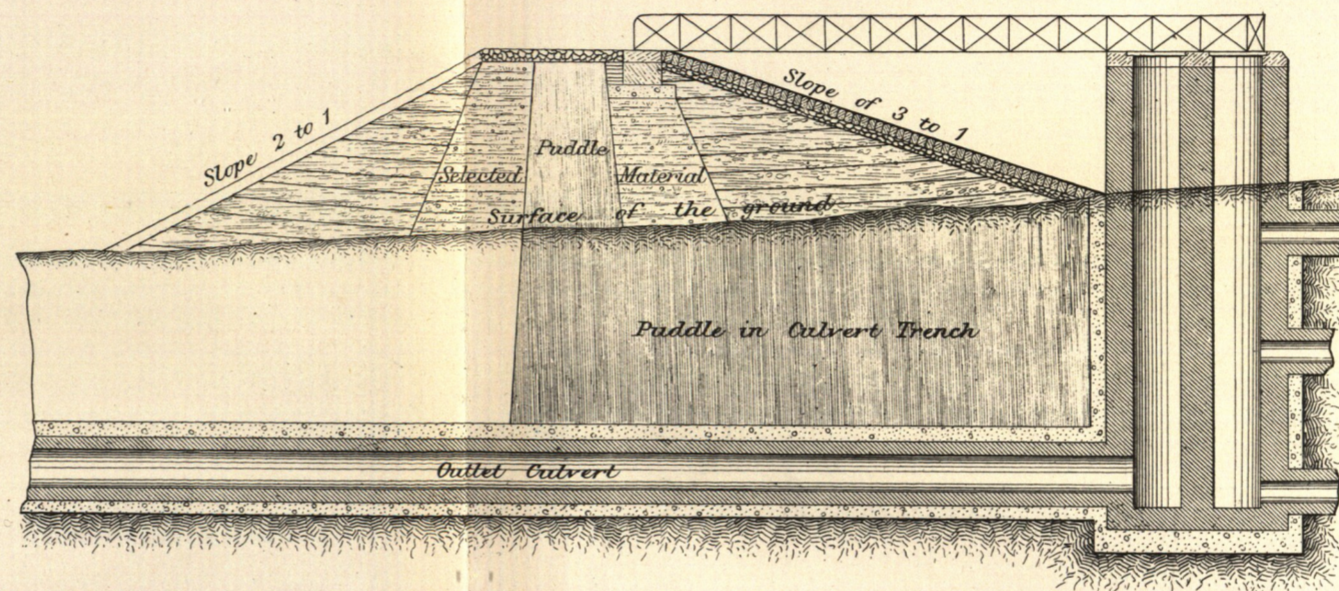 Slope 2 to 1
Slope of 3 to 1
Puddle
Selected Material
Surface of the ground
Puddle in Culvert Trench
Outlet Culvert